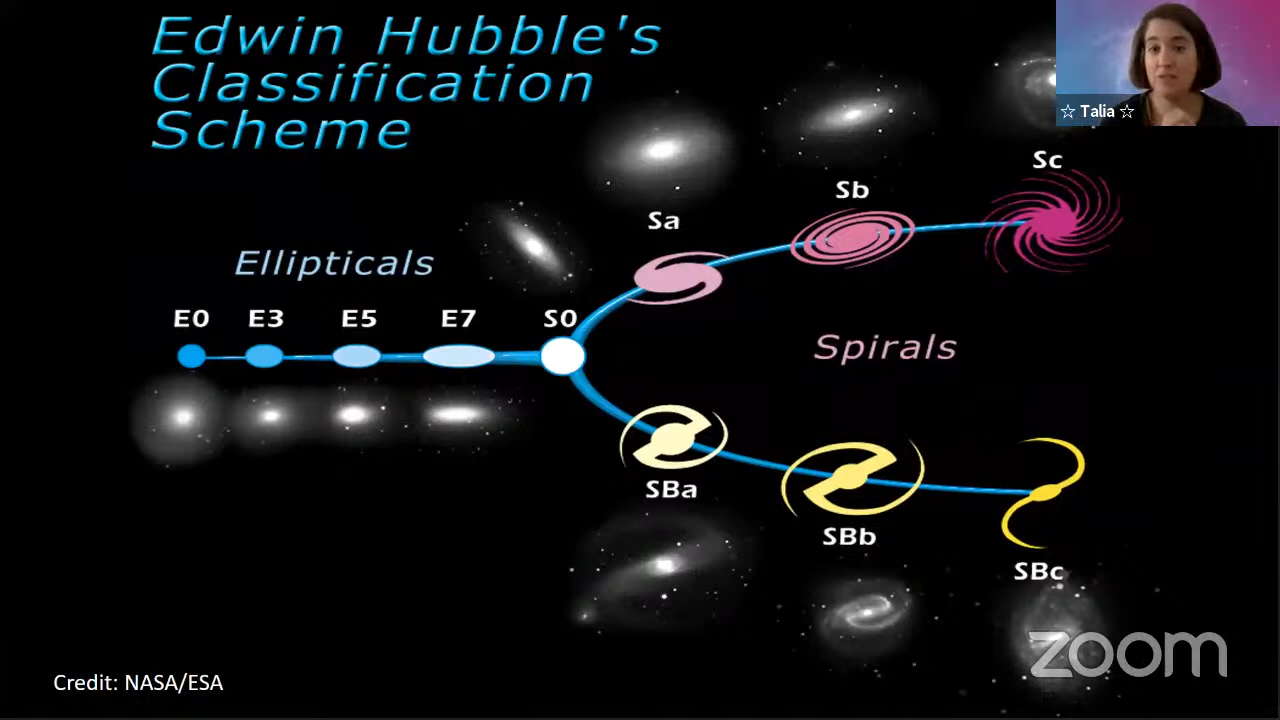 Edwin Hubble's
Classification
Scheme
☆ Talia ☆
Sc
Sb
Sa
Ellipticals
E0 E3 E5 E7 S0
Spirals
SBa
SBb
SBc
zoom
Credit: NASA/ESA